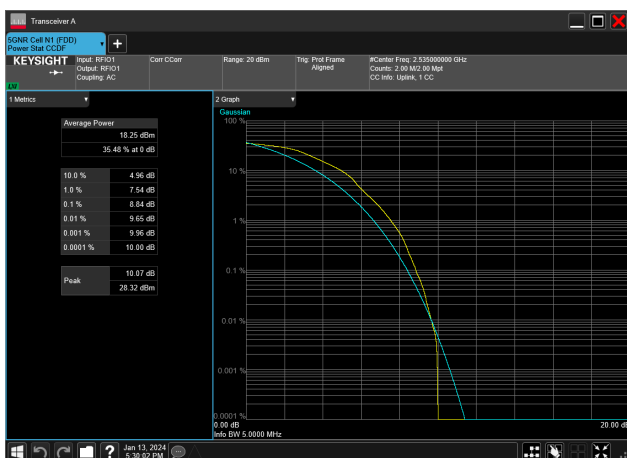 Transceiver A
5GNR Cell N1 (FDD)
Power Stat CCDF
KEYSIGHT
LXI
Input: RFIO1
Output: RFIO1
Coupling: AC
Corr CCorr
Range: 20 dBm
Trig: Prot Frame
Aligned
#Center Freq: 2.535000000 GHz
Counts: 2.00 M/2.00 Mpt
CC Info: Uplink, 1 CC
1 Metrics
Average Power
18.25 dBm
35.48 % at 0 dB
10.0 % 4.96 dB
1.0 % 7.54 dB
0.1 % 8.84 dB
0.01 % 9.65 dB
0.001 % 9.96 dB
0.0001 % 10.00 dB
Peak
10.07 dB
28.32 dBm
2 Graph
Gaussian
100 %
10 %
1 %
0.1 %
0.01 %
0.001 %
0.0001 %
0.00 dB
20.00 dB
Info BW 5.0000 MHz
?
Jan 13, 2024
5:30:02 PM